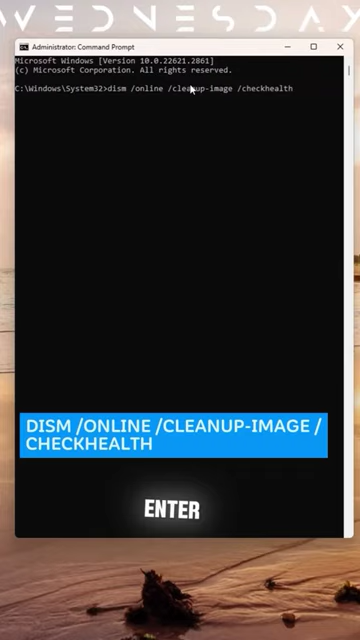 WEDNESDAY
Administrator: Command Prompt
Microsoft Windows [Version 10.0.22621.2861]
(c) Microsoft Corporation. All rights reserved.
C:\Windows\System32>dism /online /cleanup-image /checkhealth
DISM /ONLINE /CLEANUP-IMAGE /
CHECKHEALTH
ENTER